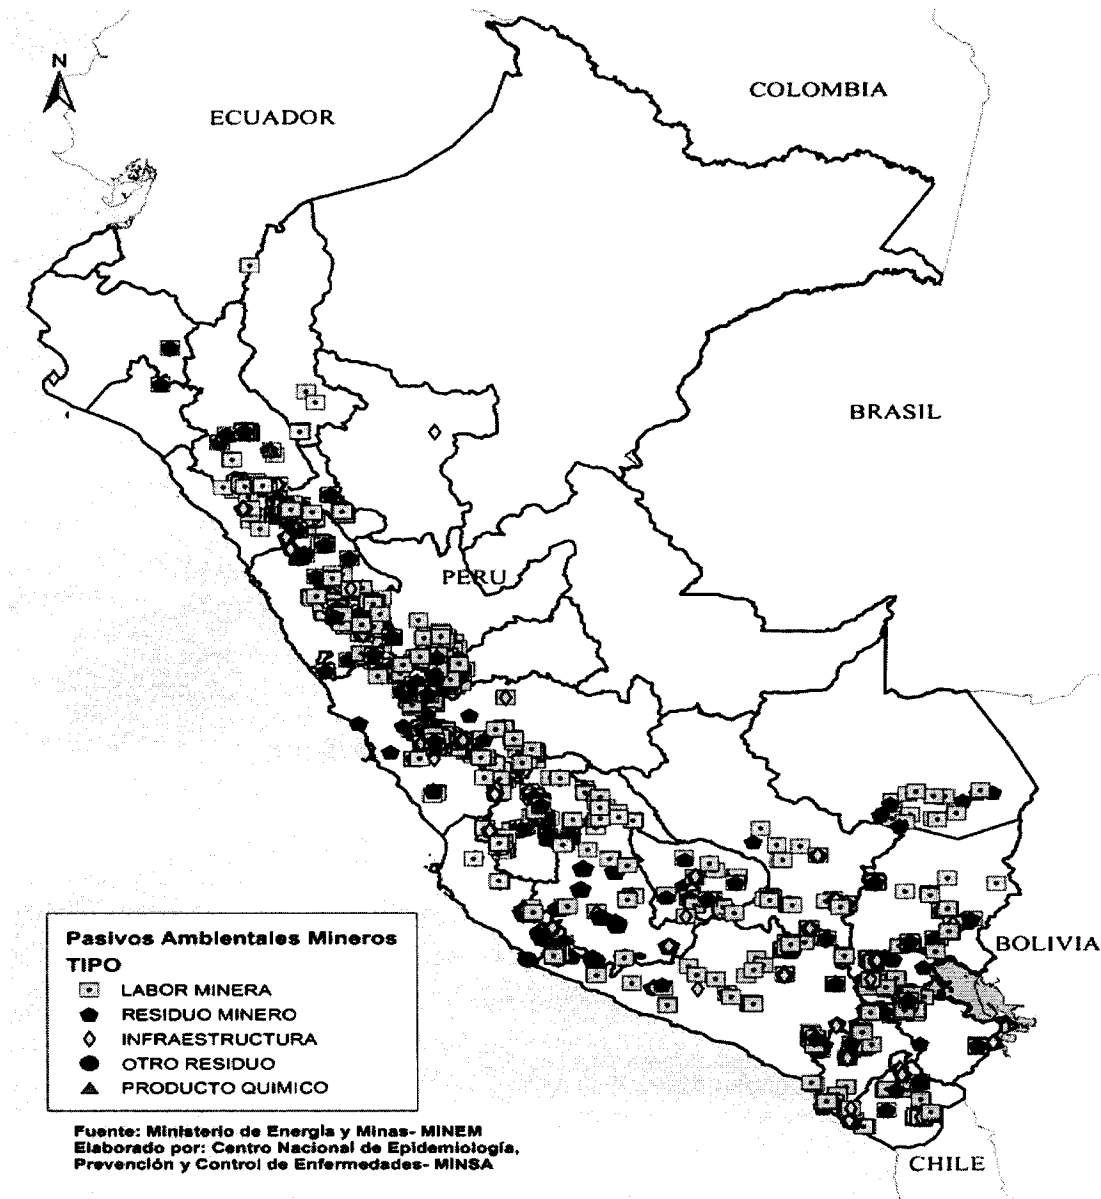 N
COLOMBIA
ECUADOR
BRASIL
PERU
BOLIVIA
CHILE
Pasivos Ambientales Mineros
TIPO
LABOR MINERA
RESIDUO MINERO
INFRAESTRUCTURA
OTRO RESIDUO
PRODUCTO QUIMICO
Fuente: Ministerio de Energía y Minas- MINEM
Elaborado por: Centro Nacional de Epidemiología,
Prevención y Control de Enfermedades- MINSA